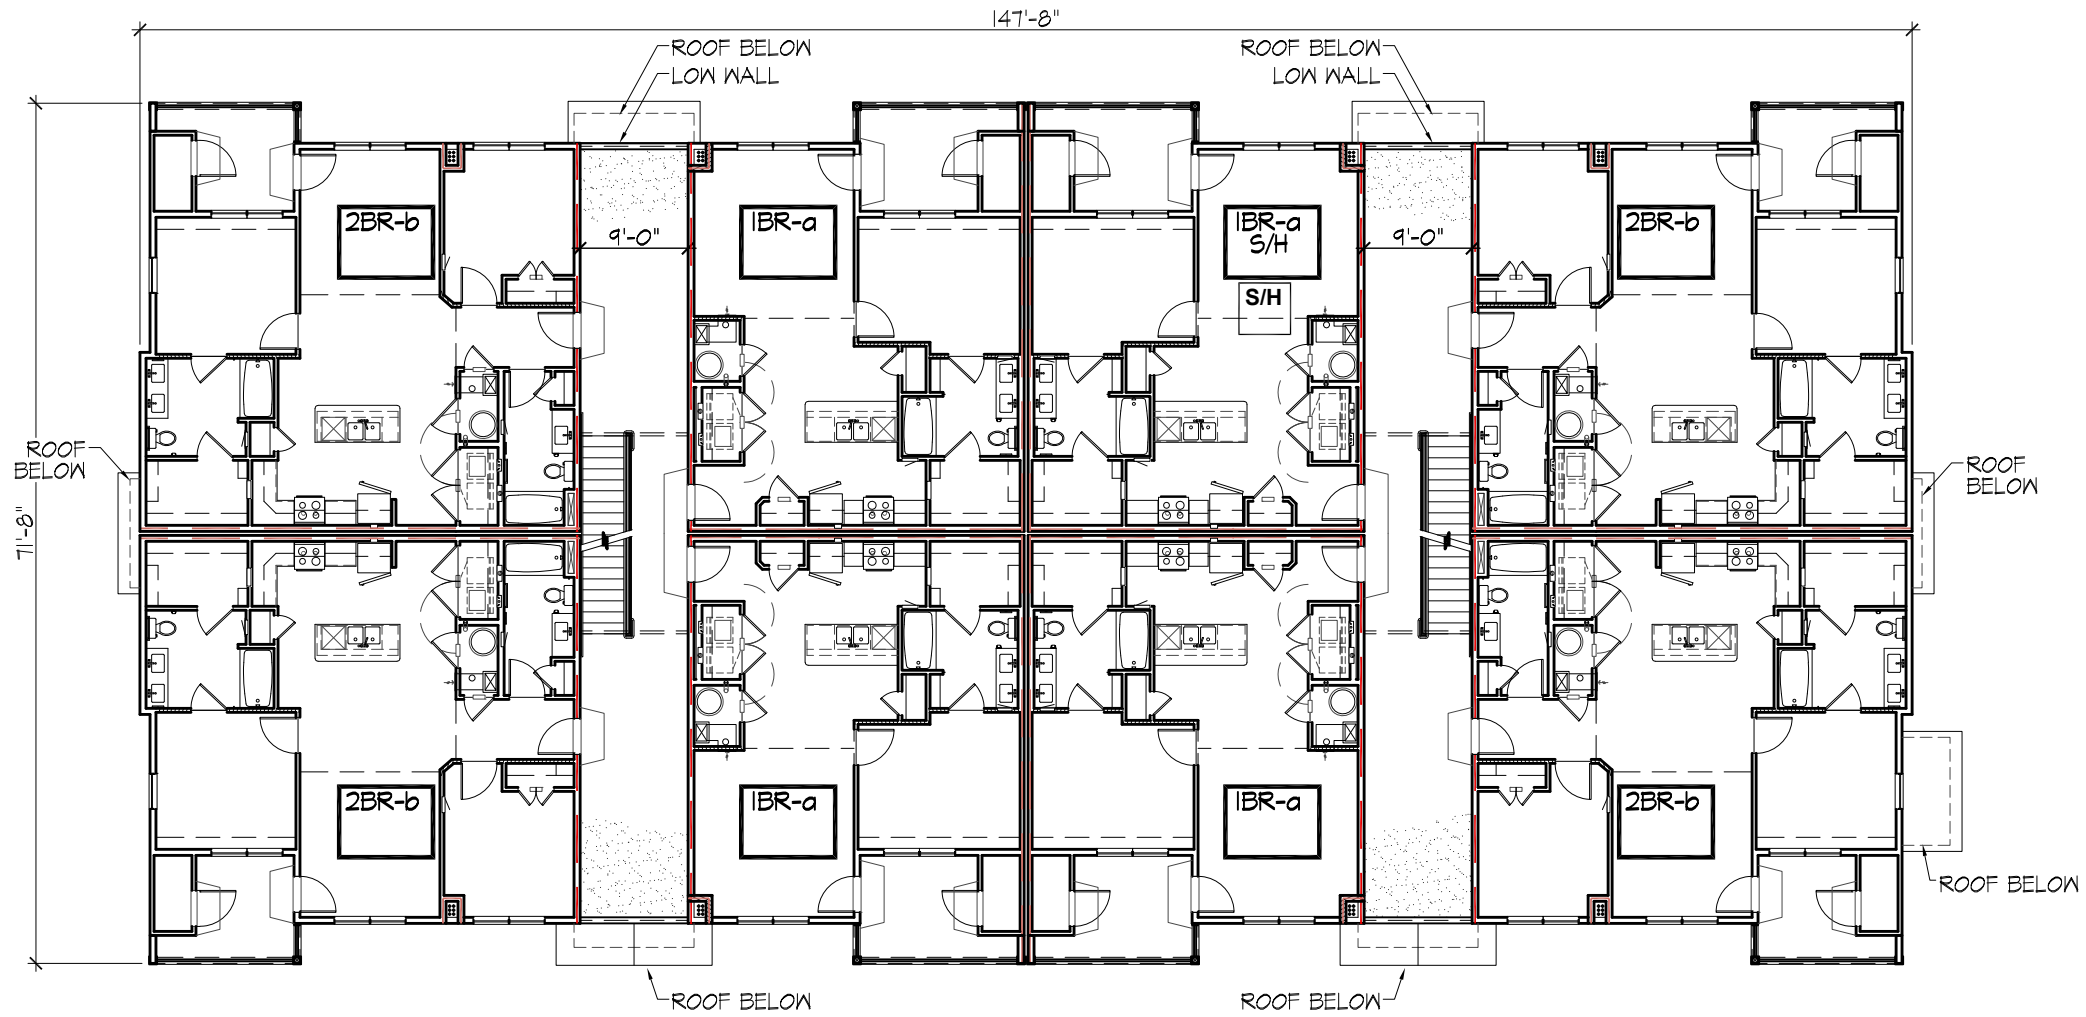 147'-8"
ROOF BELOW
LOW WALL
ROOF BELOW
LOW WALL
2BR-b
1BR-a
1BR-a
S/H
2BR-b
9'-0"
9'-0"
S/H
ROOF
BELOW
ROOF
BELOW
71'-8"
2BR-b
1BR-a
1BR-a
2BR-b
ROOF BELOW
ROOF BELOW
ROOF BELOW